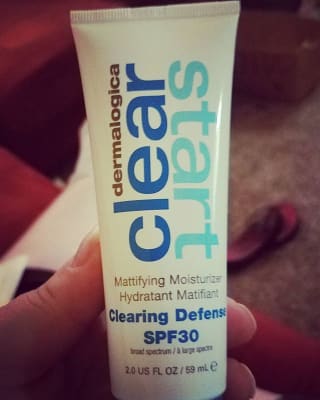 dermalogica
clear
start
Mattifying Moisturizer
Hydratant Matifiant
Clearing Defense
SPF30
broad spectrum / à large spectre
2.0 US FL OZ / 59 mL ℮